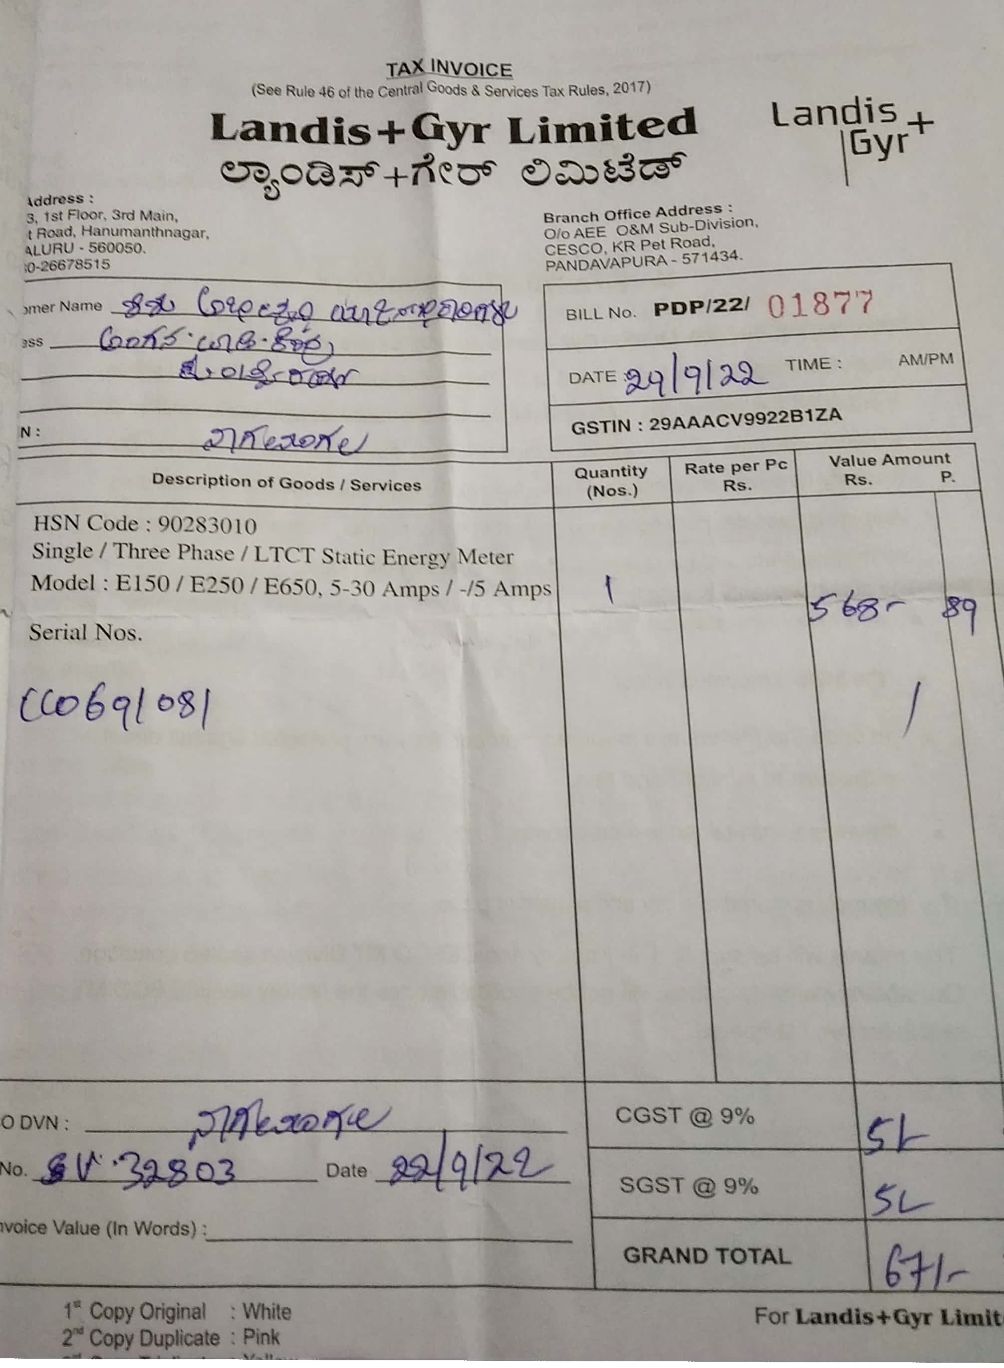 TAX INVOICE
(See Rule 46 of the Central Goods & Services Tax Rules, 2017)
Landis+Gyr Limited
ಲ್ಯಾಂಡಿಸ್+ಗೇರ್ ಲಿಮಿಟೆಡ್
Landis
Gyr+
Address :
3, 1st Floor, 3rd Main,
t Road, Hanumanthnagar,
ALURU - 560050.
0-26678515
Branch Office Address :
O/o AEE O&M Sub-Division,
CESCO, KR Pet Road,
PANDAVAPURA - 571434.
omer Name
ess
N :
BILL No. PDP/22/ 01877
DATE : 29/9/22 TIME : AM/PM
GSTIN : 29AAACV9922B1ZA
Description of Goods / Services Quantity (Nos.) Rate per Pc Rs. Value Amount Rs. P.
HSN Code : 90283010
Single / Three Phase / LTCT Static Energy Meter
Model : E150 / E250 / E650, 5-30 Amps / -/5 Amps 1 568- 89
Serial Nos.
CC0691081
O DVN :
No. SV 32803 Date 22/9/22
nvoice Value (In Words) :
CGST @ 9%
SGST @ 9%
GRAND TOTAL 671/-
1st Copy Original : White
2nd Copy Duplicate : Pink
For Landis+Gyr Limit